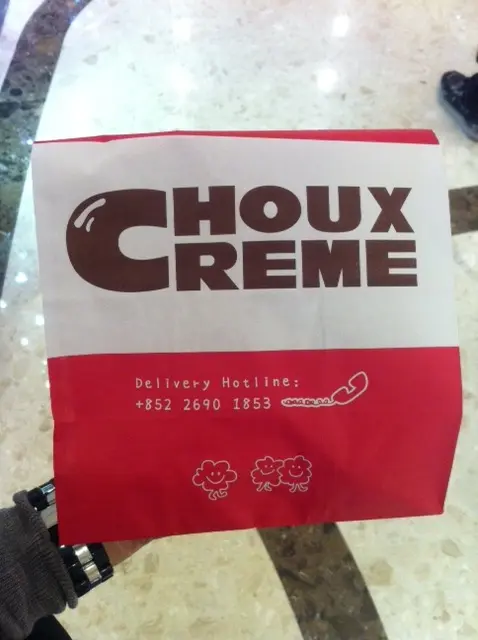 CHOUX
CREME
Delivery Hotline:
+852 2690 1853